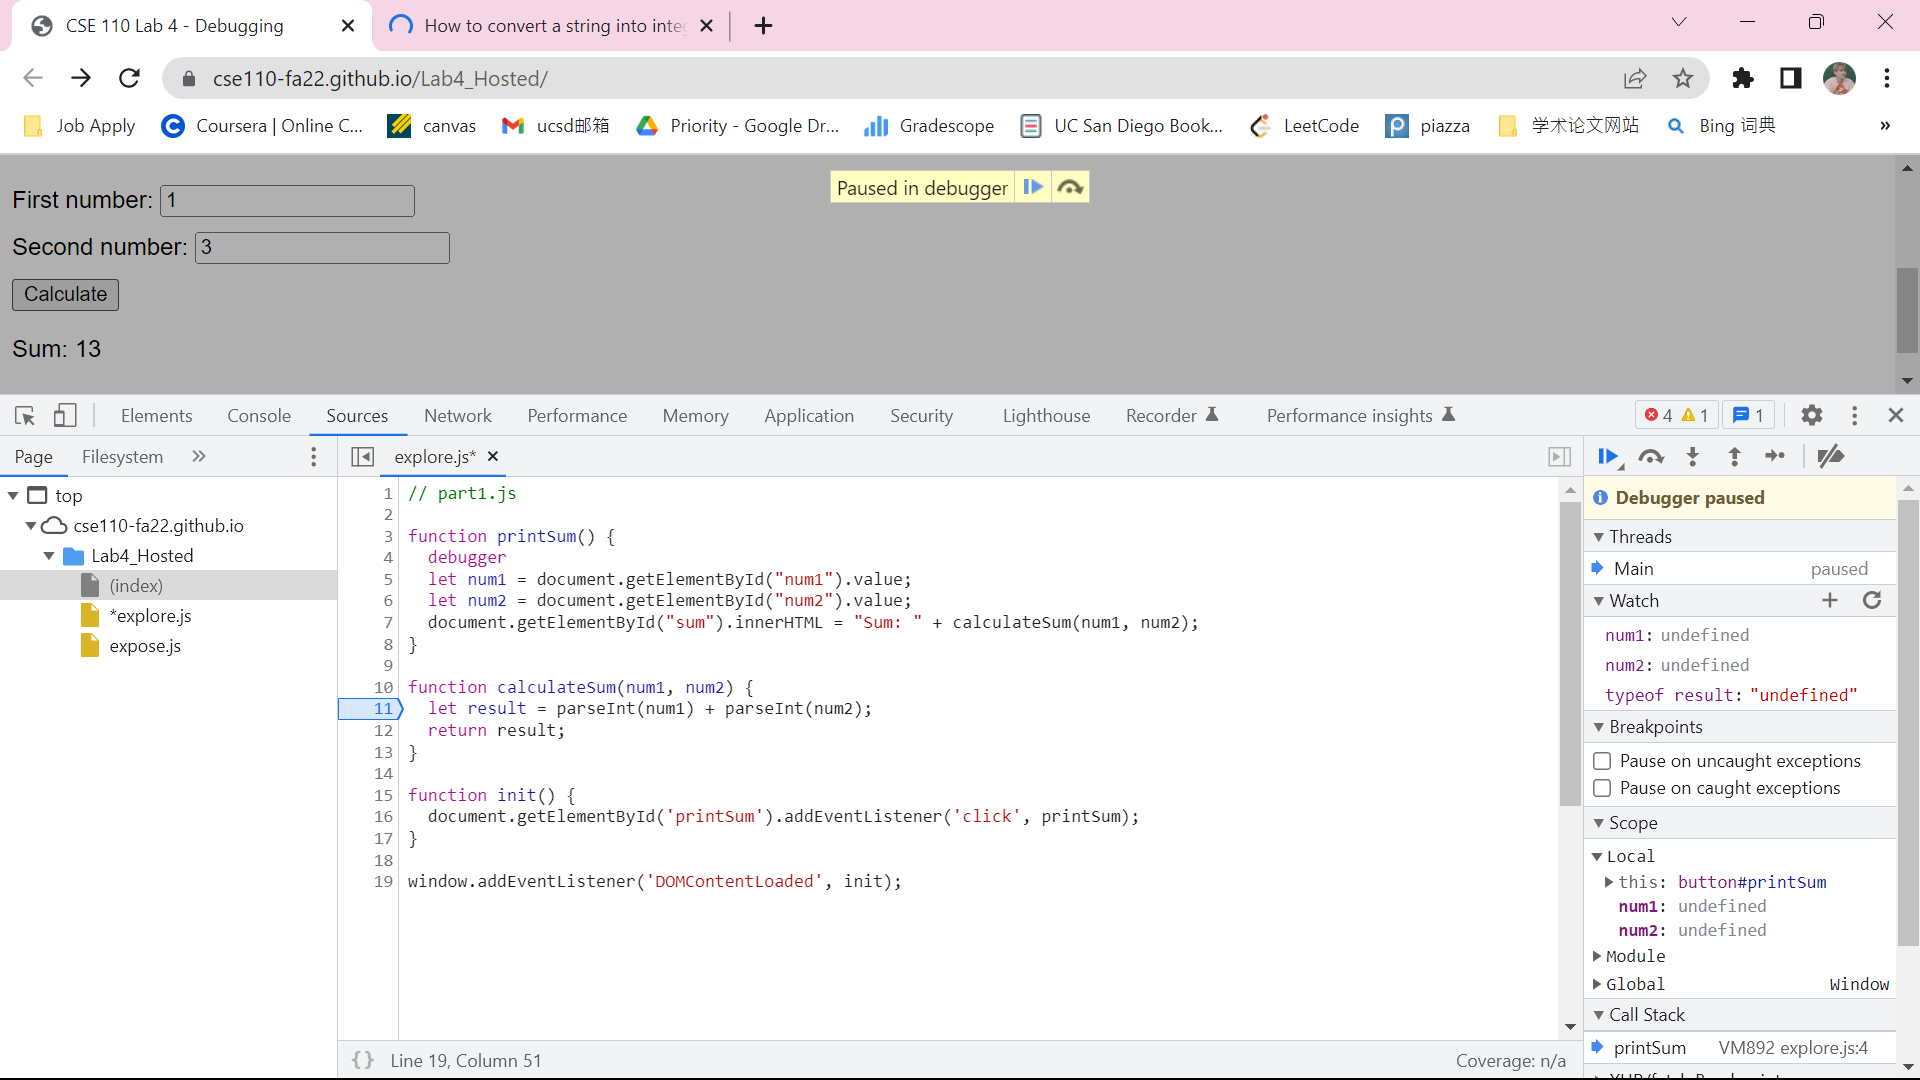 CSE 110 Lab 4 - Debugging
How to convert a string into inte
cse110-fa22.github.io/Lab4_Hosted/
Job Apply
Coursera | Online C...
canvas
ucsd邮箱
Priority - Google Dr...
Gradescope
UC San Diego Book...
LeetCode
piazza
学术论文网站
Bing 词典
»
First number: 1
Paused in debugger
Second number: 3
Calculate
Sum: 13
Elements
Console
Sources
Network
Performance
Memory
Application
Security
Lighthouse
Recorder
Performance insights
4
1
1
Page
Filesystem
»
explore.js*
top
cse110-fa22.github.io
Lab4_Hosted
(index)
*explore.js
expose.js
1 // part1.js
2
3 function printSum() {
4 debugger
5 let num1 = document.getElementById("num1").value;
6 let num2 = document.getElementById("num2").value;
7 document.getElementById("sum").innerHTML = "Sum: " + calculateSum(num1, num2);
8 }
9
10 function calculateSum(num1, num2) {
11 let result = parseInt(num1) + parseInt(num2);
12 return result;
13 }
14
15 function init() {
16 document.getElementById('printSum').addEventListener('click', printSum);
17 }
18
19 window.addEventListener('DOMContentLoaded', init);
{} Line 19, Column 51
Coverage: n/a
Debugger paused
Threads
Main paused
Watch
num1: undefined
num2: undefined
typeof result: "undefined"
Breakpoints
Pause on uncaught exceptions
Pause on caught exceptions
Scope
Local
this: button#printSum
num1: undefined
num2: undefined
Module
Global Window
Call Stack
printSum VM892 explore.js:4